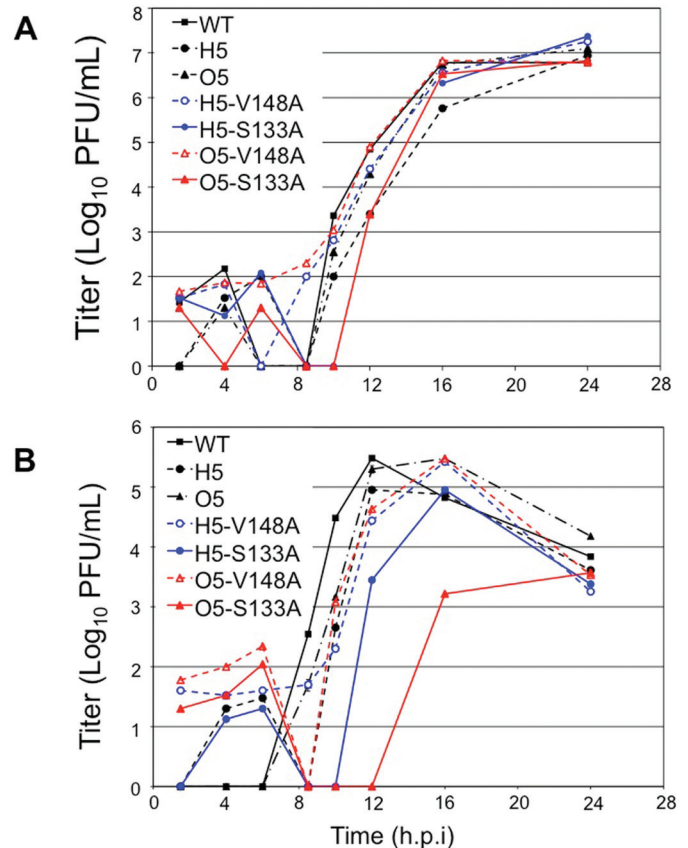 A
8
7
6
5
4
3
2
1
0
Titer (Log10 PFU/mL)
WT
H5
O5
H5-V148A
H5-S133A
O5-V148A
O5-S133A
0 4 8 12 16 20 24 28
B
6
5
4
3
2
1
0
Titer (Log10 PFU/mL)
WT
H5
O5
H5-V148A
H5-S133A
O5-V148A
O5-S133A
0 4 8 12 16 20 24 28
Time (h.p.i)